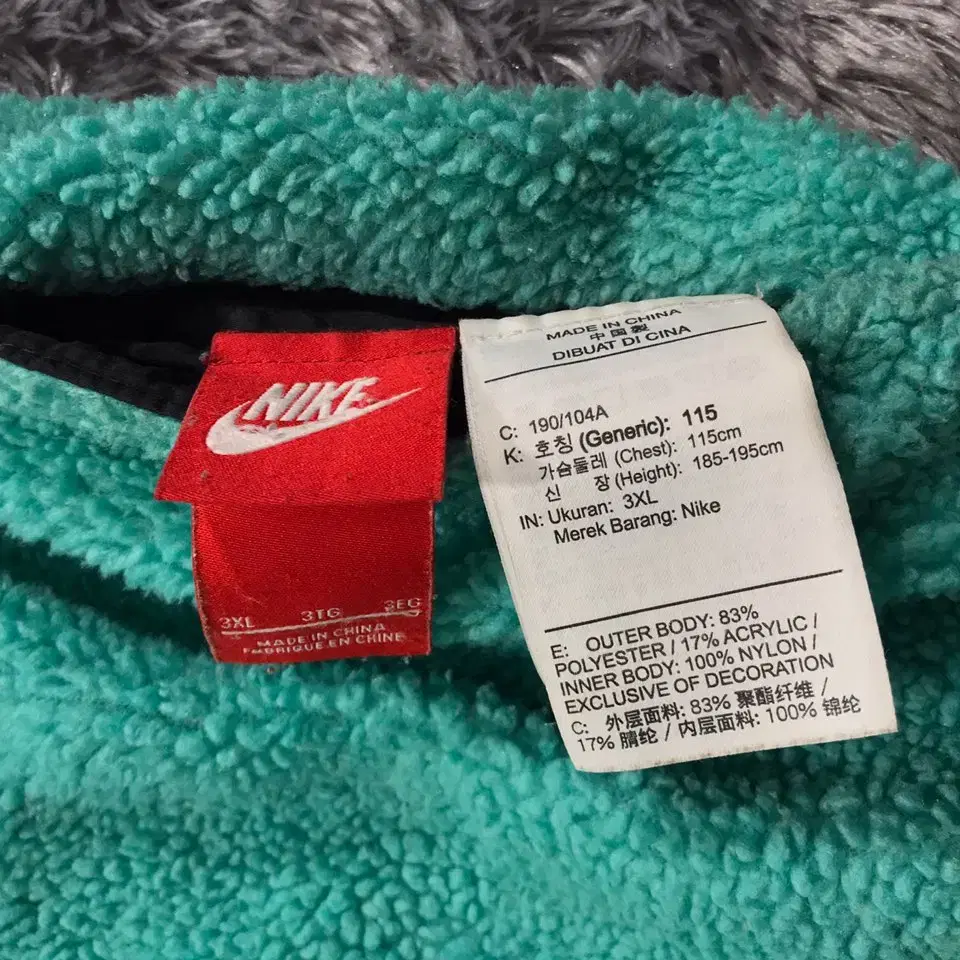 NIKE
3XL 3TG 3EG
MADE IN CHINA
FABRIQUE EN CHINE
MADE IN CHINA
中国製
DIBUAT DI CINA
C: 190/104A
K: 호칭 (Generic): 115
가슴둘레 (Chest): 115cm
신 장 (Height): 185-195cm
IN: Ukuran: 3XL
Merek Barang: Nike
E: OUTER BODY: 83%
POLYESTER / 17% ACRYLIC /
INNER BODY: 100% NYLON /
EXCLUSIVE OF DECORATION
C: 外层面料: 83% 聚酯纤维 /
17% 腈纶 / 内层面料: 100% 锦纶